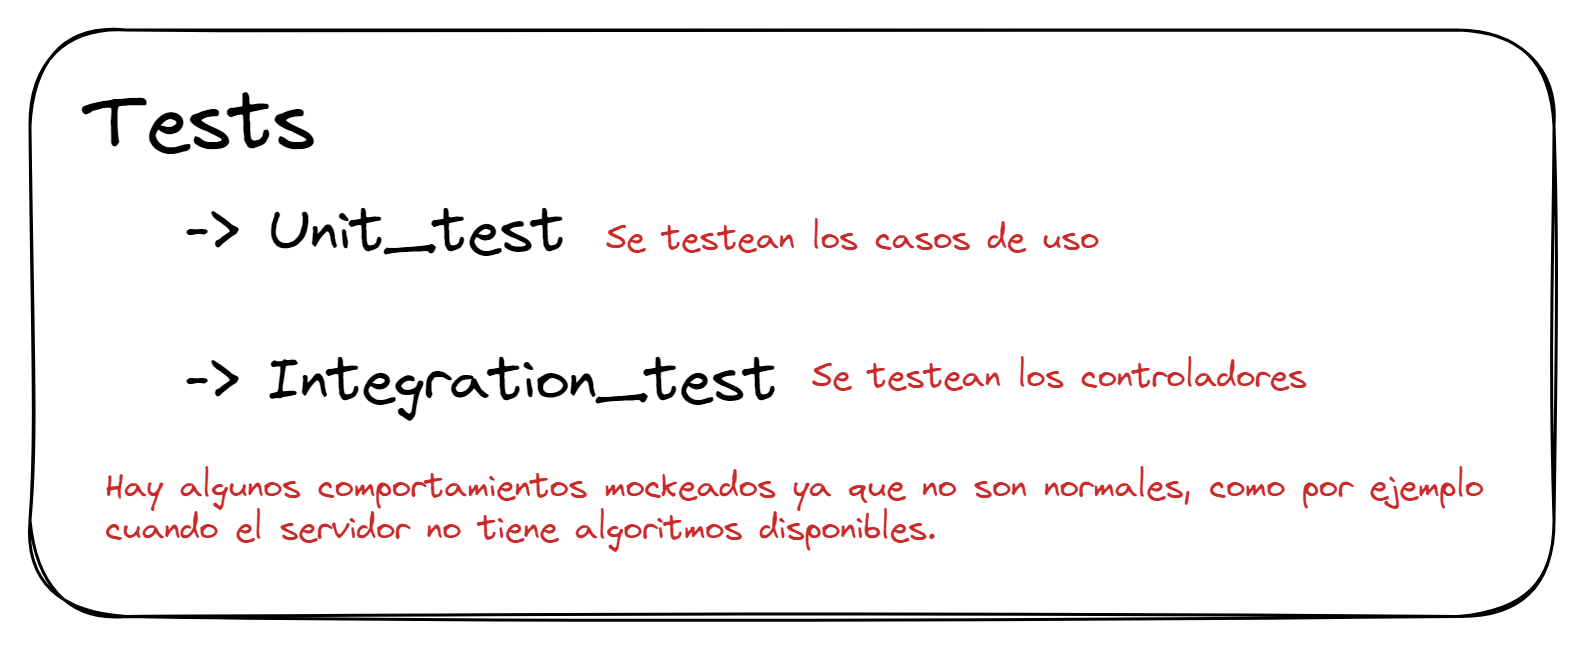 Tests
-> Unit_test Se testean los casos de uso
-> Integration_test Se testean los controladores
Hay algunos comportamientos mockeados ya que no son normales, como por ejemplo
cuando el servidor no tiene algoritmos disponibles.